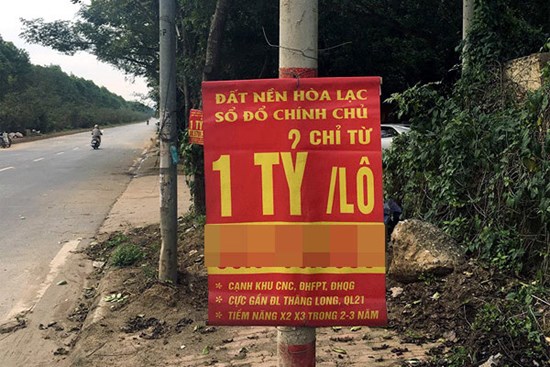 ĐẤT NỀN HÒA LẠC
SỔ ĐỎ CHÍNH CHỦ
CHỈ TỪ
1 TỶ /LÔ
* CẠNH KHU CNC, ĐHFPT, ĐHQG
* CỰC GẦN ĐL THĂNG LONG, QL21
* TIỀM NĂNG X2 X3 TRONG 2-3 NĂM